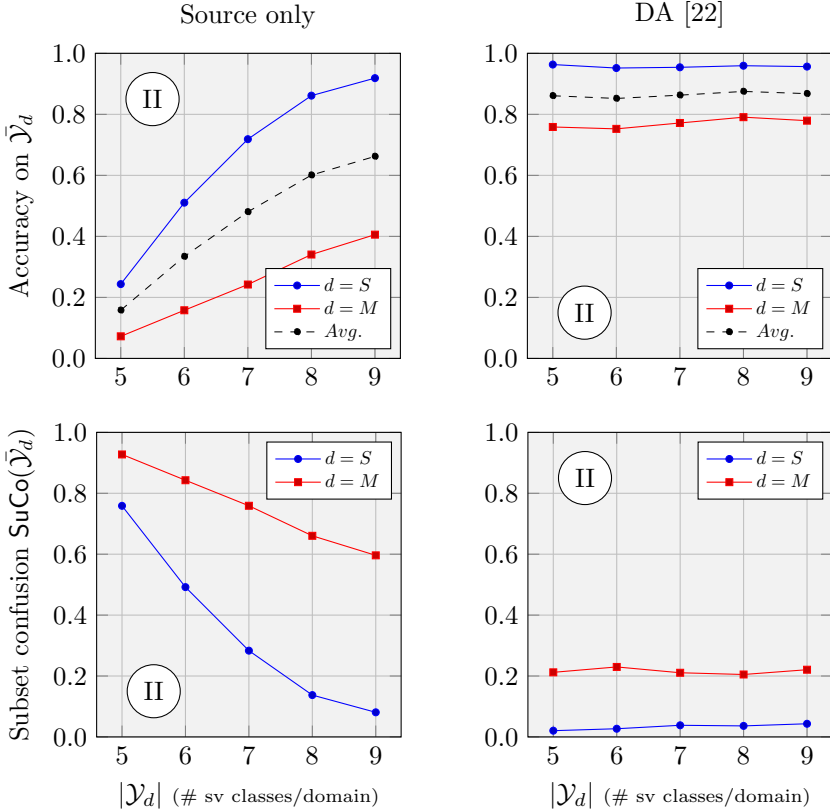 Source only
DA [22]
Accuracy on 𝒴̄_d
1.0
0.8
0.6
0.4
0.2
0.0
II
d = S
d = M
Avg.
5 6 7 8 9
1.0
0.8
0.6
0.4
0.2
0.0
II
d = S
d = M
Avg.
5 6 7 8 9
Subset confusion SuCo(𝒴̄_d)
1.0
0.8
0.6
0.4
0.2
0.0
d = S
d = M
II
5 6 7 8 9
|𝒴_d| (# sv classes/domain)
1.0
0.8
0.6
0.4
0.2
0.0
II
d = S
d = M
5 6 7 8 9
|𝒴_d| (# sv classes/domain)